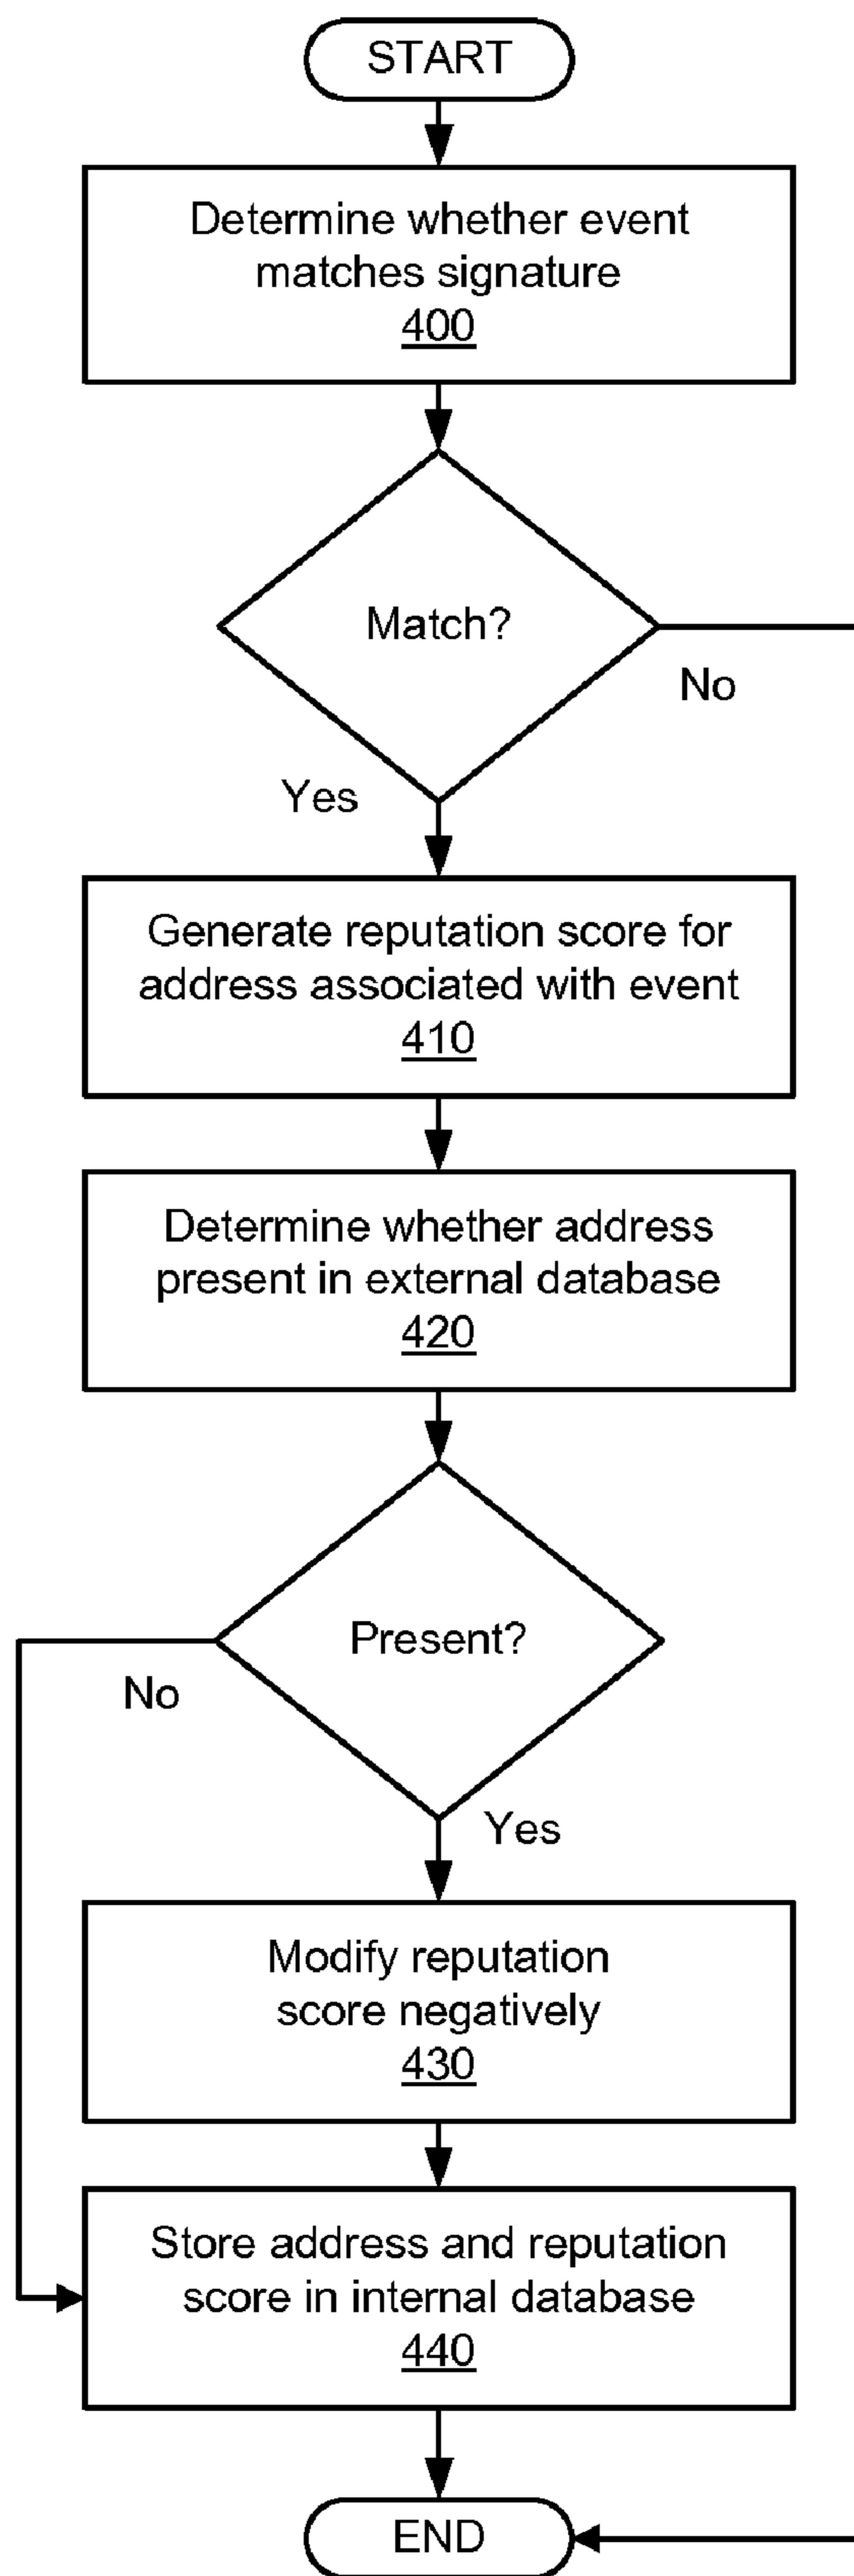 START
Determine whether event
matches signature
400
Match?
No
Yes
Generate reputation score for
address associated with event
410
Determine whether address
present in external database
420
Present?
No
Yes
Modify reputation
score negatively
430
Store address and reputation
score in internal database
440
END